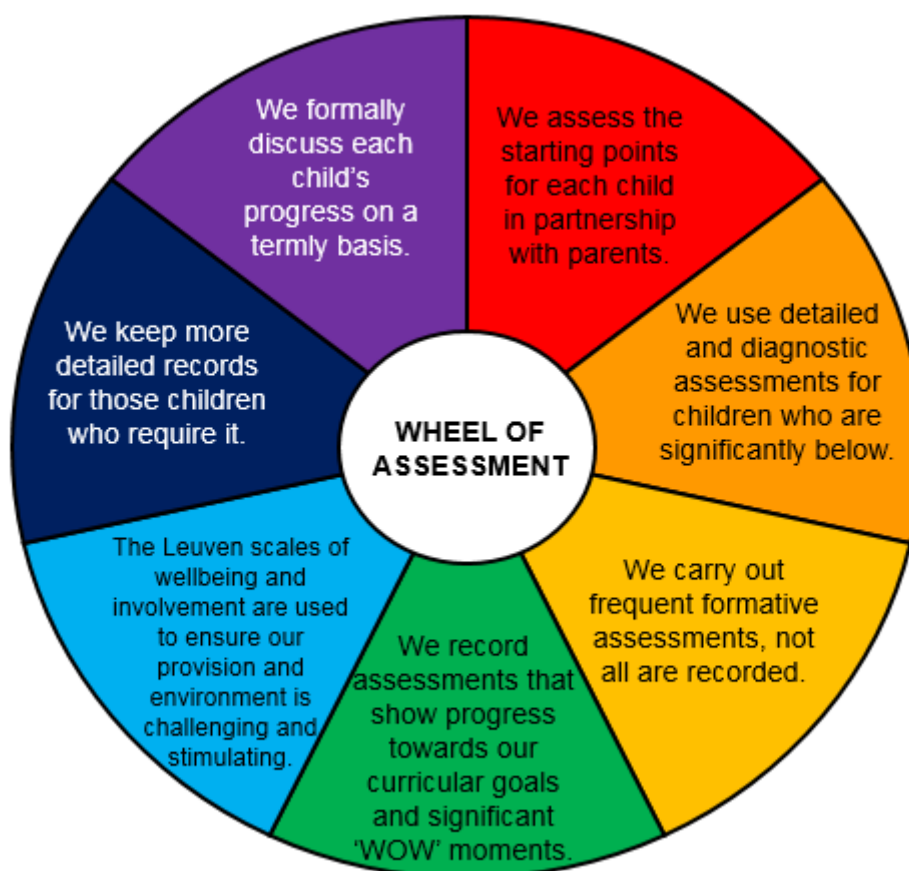 We formally
discuss each
child's
progress on a
termly basis.
We assess the
starting points
for each child
in partnership
with parents.
We use detailed
and diagnostic
assessments for
children who are
significantly below.
We carry out
frequent formative
assessments, not
all are recorded.
We record
assessments that
show progress
towards our
curricular goals
and significant
‘WOW’ moments.
The Leuven scales of
wellbeing and
involvement are used
to ensure our
provision and
environment is
challenging and
stimulating.
We keep more
detailed records
for those children
who require it.
WHEEL OF
ASSESSMENT